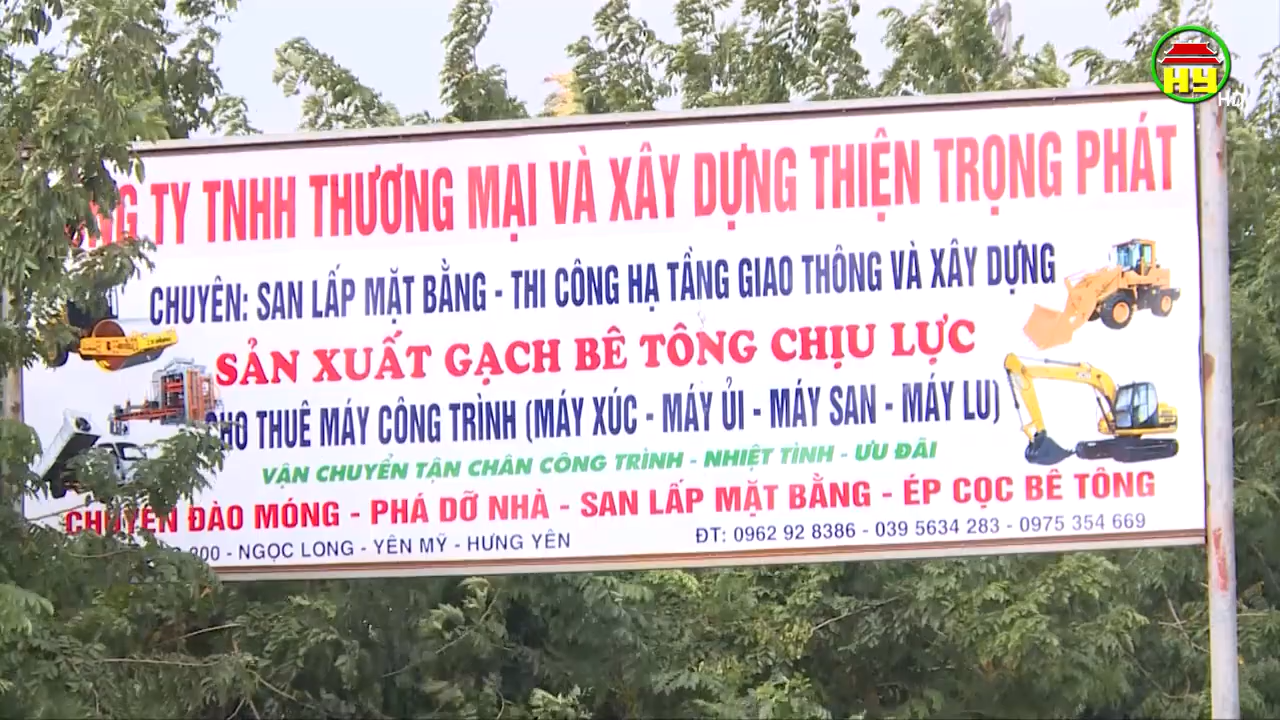 HY
HD
TY TNHH THƯƠNG MẠI VÀ XÂY DỰNG THIỆN TRỌNG PHÁT
CHUYÊN: SAN LẤP MẶT BẰNG - THI CÔNG HẠ TẦNG GIAO THÔNG VÀ XÂY DỰNG
SẢN XUẤT GẠCH BÊ TÔNG CHỊU LỰC
CHO THUÊ MÁY CÔNG TRÌNH (MÁY XÚC - MÁY ỦI - MÁY SAN - MÁY LU)
VẬN CHUYỂN TẬN CHÂN CÔNG TRÌNH - NHIỆT TÌNH - ƯU ĐÃI
CHUYÊN ĐÀO MÓNG - PHÁ DỠ NHÀ - SAN LẤP MẶT BẰNG - ÉP CỌC BÊ TÔNG
- NGỌC LONG - YÊN MỸ - HƯNG YÊN
ĐT: 0962 92 8386 - 039 5634 283 - 0975 354 669